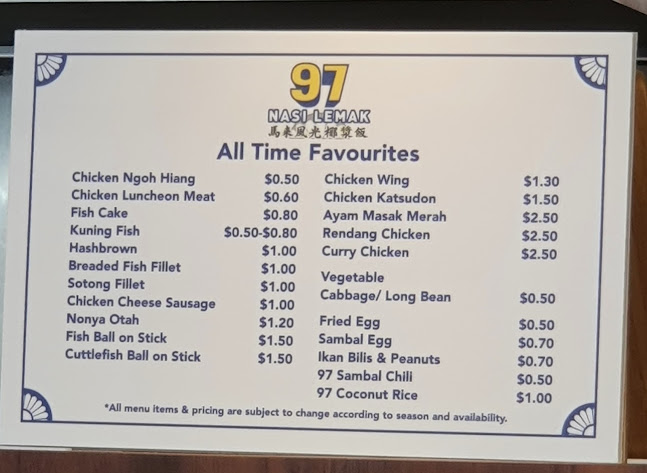 97
NASI LEMAK
馬來風光椰漿飯
All Time Favourites
Chicken Ngoh Hiang $0.50
Chicken Luncheon Meat $0.60
Fish Cake $0.80
Kuning Fish $0.50-$0.80
Hashbrown $1.00
Breaded Fish Fillet $1.00
Sotong Fillet $1.00
Chicken Cheese Sausage $1.00
Nonya Otah $1.20
Fish Ball on Stick $1.50
Cuttlefish Ball on Stick $1.50
Chicken Wing $1.30
Chicken Katsudon $1.50
Ayam Masak Merah $2.50
Rendang Chicken $2.50
Curry Chicken $2.50
Vegetable
Cabbage/ Long Bean $0.50
Fried Egg $0.50
Sambal Egg $0.70
Ikan Bilis & Peanuts $0.70
97 Sambal Chili $0.50
97 Coconut Rice $1.00
*All menu items & pricing are subject to change according to season and availability.